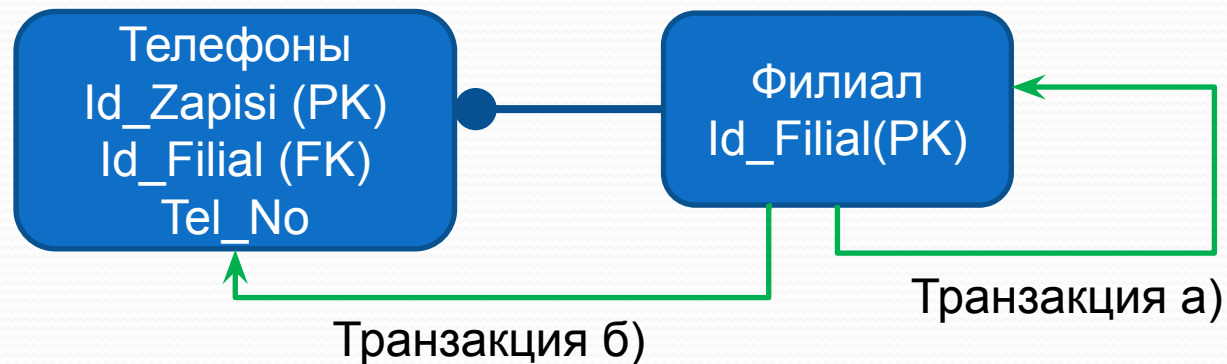 Телефоны
Id_Zapisi (PK)
Id_Filial (FK)
Tel_No
Филиал
Id_Filial(PK)
Транзакция а)
Транзакция б)